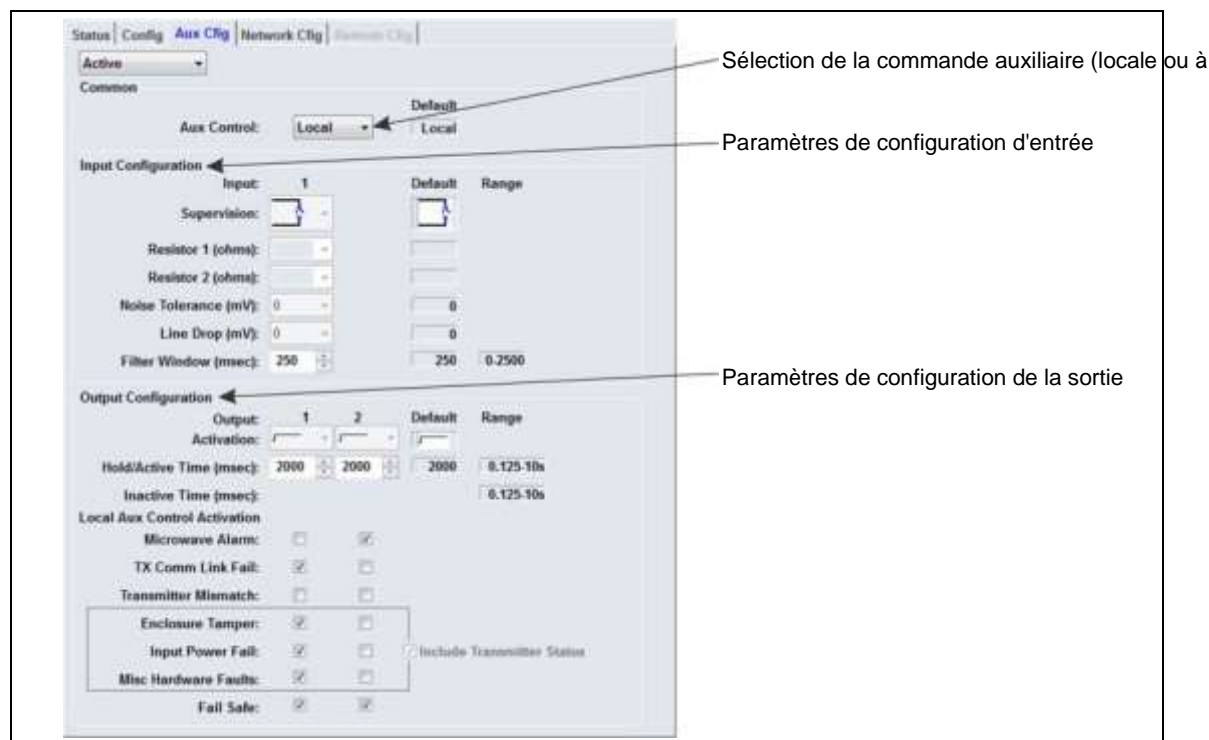 Status Config Aux Cfig Network Cfig Remote Cfig
Active
Sélection de la commande auxiliaire (locale ou à
Common
Default
Aux Control: Local Local
Paramètres de configuration d'entrée
Input Configuration
Input: 1 Default Range
Supervision:
Resistor 1 (ohms):
Resistor 2 (ohms):
Noise Tolerance (mV): 0 0
Line Drop (mV): 0 0
Filter Window (msec): 250 250 0-2500
Paramètres de configuration de la sortie
Output Configuration
Output: 1 2 Default Range
Activation:
Hold/Active Time (msec): 2000 2000 2000 0.125-10s
Inactive Time (msec): 0.125-10s
Local Aux Control Activation
Microwave Alarm:
TX Comm Link Fail:
Transmitter Mismatch:
Enclosure Tamper:
Input Power Fail: Include Transmitter Status
Misc Hardware Faults:
Fail Safe: